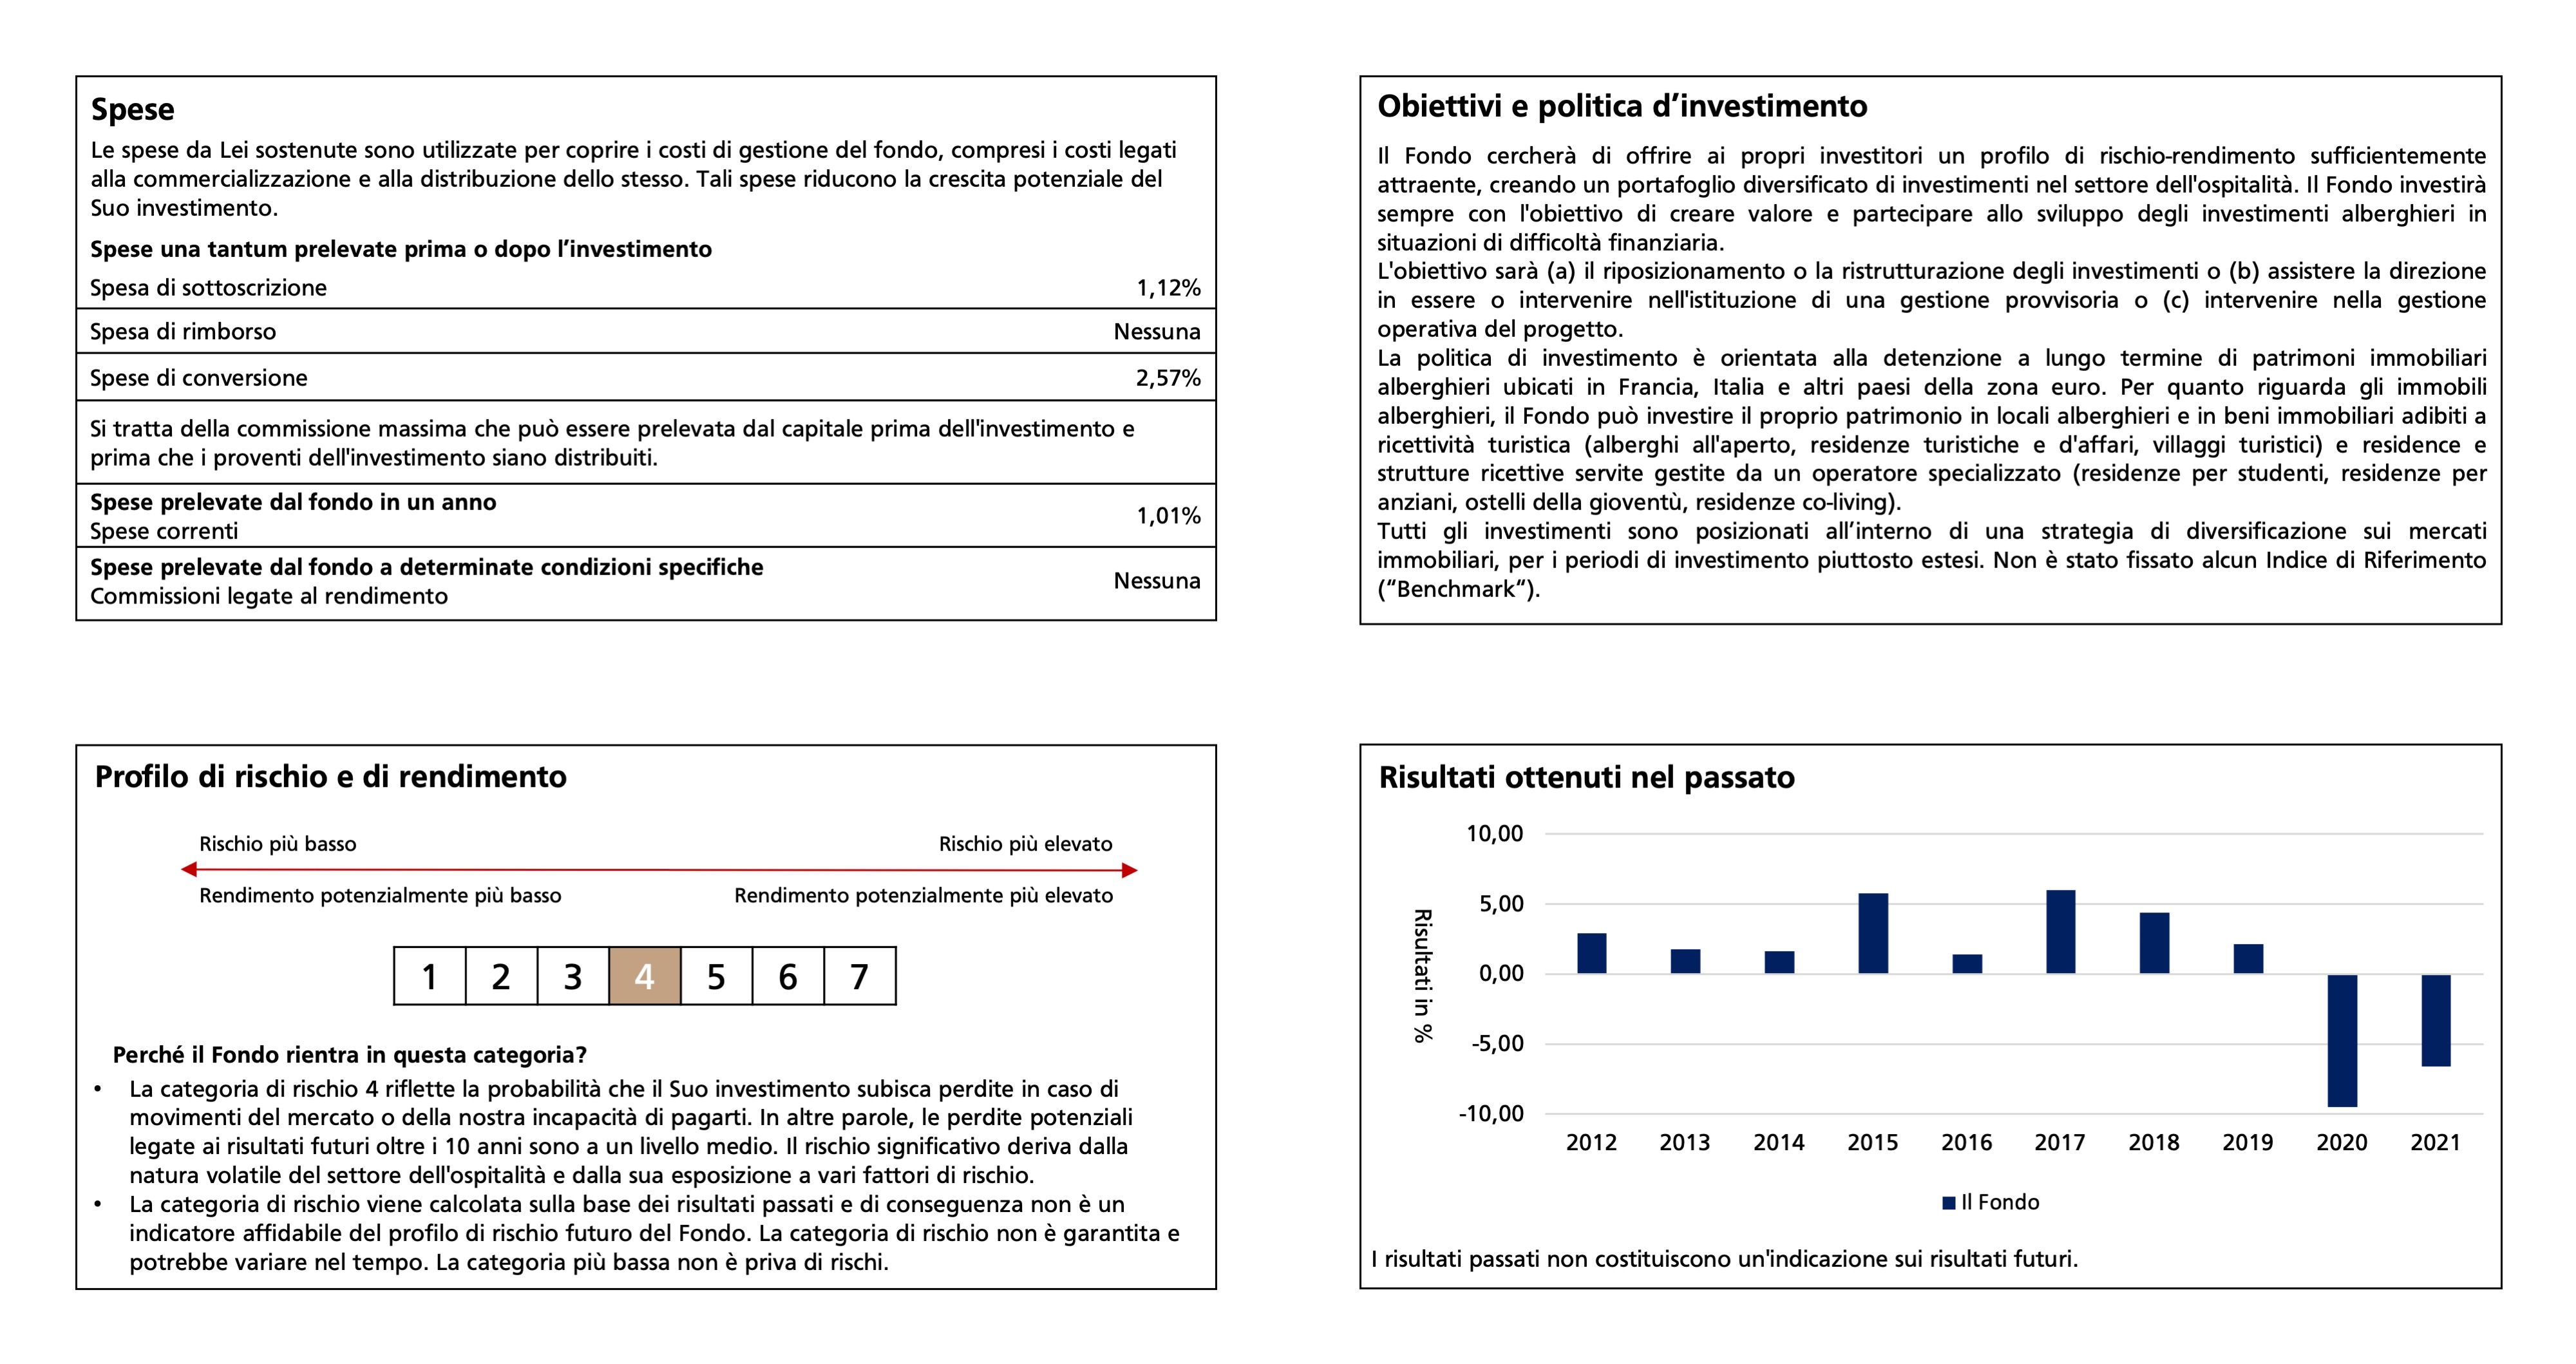 Spese
Le spese da Lei sostenute sono utilizzate per coprire i costi di gestione del fondo, compresi i costi legati
alla commercializzazione e alla distribuzione dello stesso. Tali spese riducono la crescita potenziale del
Suo investimento.
Spese una tantum prelevate prima o dopo l’investimento
Spesa di sottoscrizione 1,12%
Spesa di rimborso Nessuna
Spese di conversione 2,57%
Si tratta della commissione massima che può essere prelevata dal capitale prima dell'investimento e
prima che i proventi dell'investimento siano distribuiti.
Spese prelevate dal fondo in un anno
Spese correnti
1,01%
Spese prelevate dal fondo a determinate condizioni specifiche
Commissioni legate al rendimento
Nessuna
Obiettivi e politica d’investimento
Il Fondo cercherà di offrire ai propri investitori un profilo di rischio-rendimento sufficientemente
attraente, creando un portafoglio diversificato di investimenti nel settore dell'ospitalità. Il Fondo investirà
sempre con l'obiettivo di creare valore e partecipare allo sviluppo degli investimenti alberghieri in
situazioni di difficoltà finanziaria.
L'obiettivo sarà (a) il riposizionamento o la ristrutturazione degli investimenti o (b) assistere la direzione
in essere o intervenire nell'istituzione di una gestione provvisoria o (c) intervenire nella gestione
operativa del progetto.
La politica di investimento è orientata alla detenzione a lungo termine di patrimoni immobiliari
alberghieri ubicati in Francia, Italia e altri paesi della zona euro. Per quanto riguarda gli immobili
alberghieri, il Fondo può investire il proprio patrimonio in locali alberghieri e in beni immobiliari adibiti a
ricettività turistica (alberghi all'aperto, residenze turistiche e d'affari, villaggi turistici) e residence e
strutture ricettive servite gestite da un operatore specializzato (residenze per studenti, residenze per
anziani, ostelli della gioventù, residenze co-living).
Tutti gli investimenti sono posizionati all’interno di una strategia di diversificazione sui mercati
immobiliari, per i periodi di investimento piuttosto estesi. Non è stato fissato alcun Indice di Riferimento
(“Benchmark“).
Profilo di rischio e di rendimento
Rischio più basso Rischio più elevato
Rendimento potenzialmente più basso Rendimento potenzialmente più elevato
1 2 3 4 5 6 7
Perché il Fondo rientra in questa categoria?
• La categoria di rischio 4 riflette la probabilità che il Suo investimento subisca perdite in caso di
movimenti del mercato o della nostra incapacità di pagarti. In altre parole, le perdite potenziali
legate ai risultati futuri oltre i 10 anni sono a un livello medio. Il rischio significativo deriva dalla
natura volatile del settore dell'ospitalità e dalla sua esposizione a vari fattori di rischio.
• La categoria di rischio viene calcolata sulla base dei risultati passati e di conseguenza non è un
indicatore affidabile del profilo di rischio futuro del Fondo. La categoria di rischio non è garantita e
potrebbe variare nel tempo. La categoria più bassa non è priva di rischi.
Risultati ottenuti nel passato
Risultati in %
10,00
5,00
0,00
-5,00
-10,00
2012 2013 2014 2015 2016 2017 2018 2019 2020 2021
Il Fondo
I risultati passati non costituiscono un'indicazione sui risultati futuri.